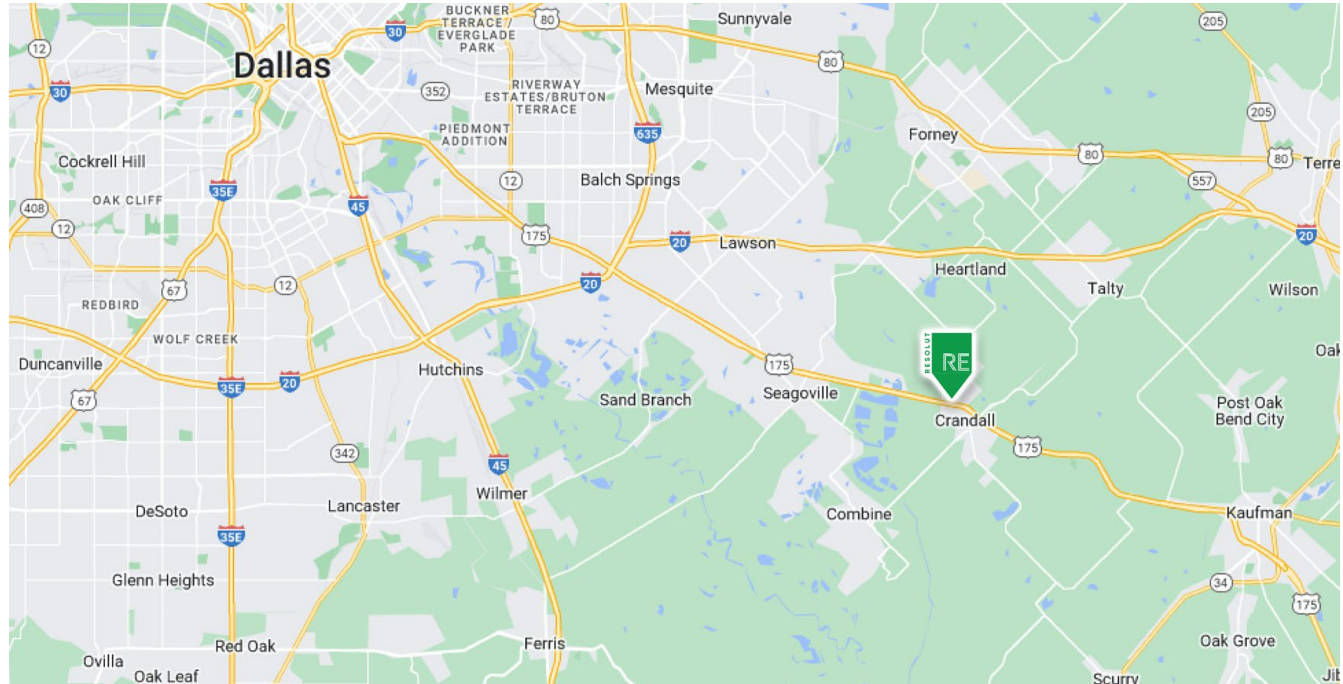 BUCKNER
TERRACE/
EVERGLADE
PARK
80
Sunnyvale
205
12
30
Dallas
80
352
RIVERWAY
ESTATES/BRUTON
TERRACE
Mesquite
30
PIEDMONT
ADDITION
635
Forney
205
80
80
Terre
Cockrell Hill
35E
OAK CLIFF
45
12
Balch Springs
557
408
12
175
20
Lawson
20
Heartland
67
12
20
Talty
Wilson
REDBIRD
WOLF CREEK
RESOLUT
RE
Oak
Duncanville
Hutchins
175
35E
20
67
Sand Branch
Seagoville
Crandall
Post Oak
Bend City
175
342
45
Wilmer
Lancaster
DeSoto
Combine
Kaufman
35E
Glenn Heights
34
175
Red Oak
Ferris
Oak Grove
Ovilla
Oak Leaf
Scurry
Jib